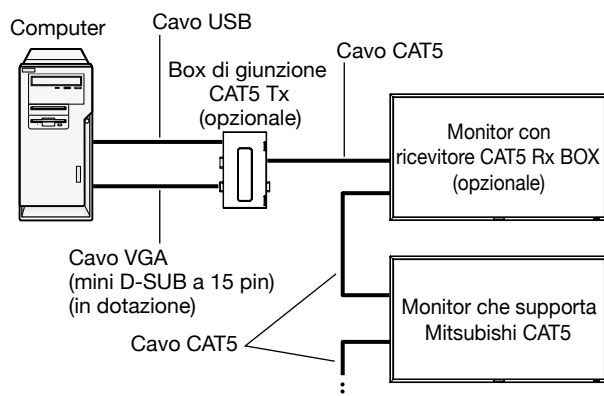 Computer
Cavo USB
Cavo CAT5
Box di giunzione
CAT5 Tx
(opzionale)
Monitor con
ricevitore CAT5 Rx BOX
(opzionale)
Cavo VGA
(mini D-SUB a 15 pin)
(in dotazione)
Cavo CAT5
Monitor che supporta
Mitsubishi CAT5